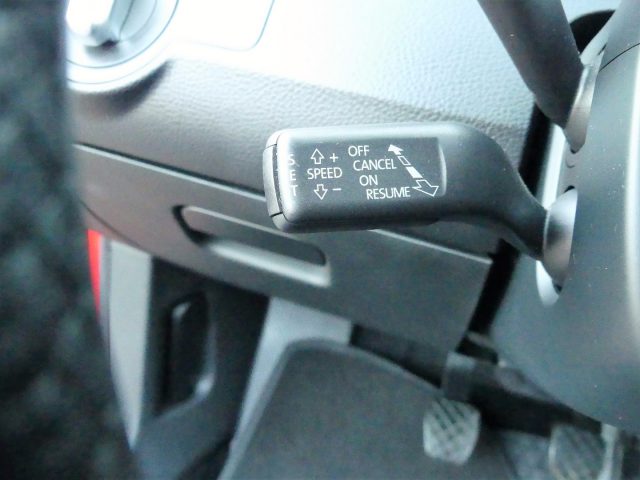 SET
+
SPEED
-
OFF
CANCEL
ON
RESUME